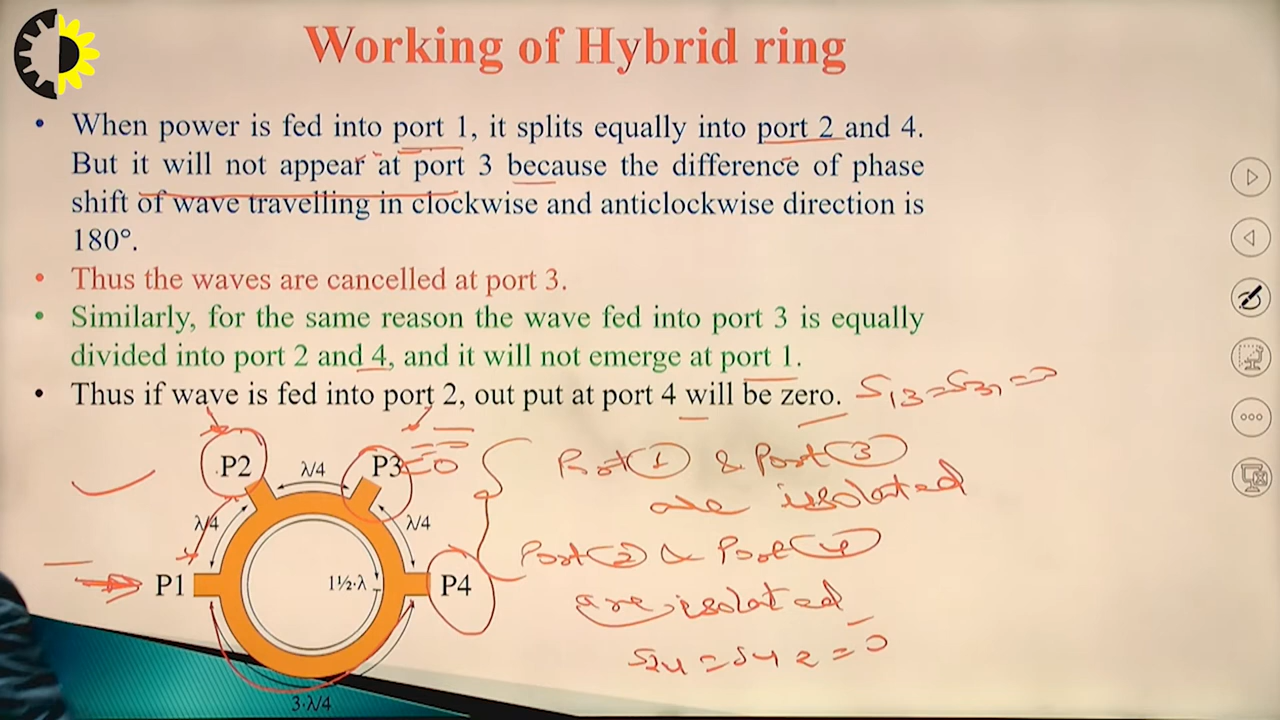 Working of Hybrid ring
• When power is fed into port 1, it splits equally into port 2 and 4.
But it will not appear at port 3 because the difference of phase
shift of wave travelling in clockwise and anticlockwise direction is
180°.
• Thus the waves are cancelled at port 3.
• Similarly, for the same reason the wave fed into port 3 is equally
divided into port 2 and 4, and it will not emerge at port 1.
• Thus if wave is fed into port 2, out put at port 4 will be zero.
S13=S31=0
P2
λ/4
P3
=0
Port(1) & Port(3)
are isolated
λ/4
λ/4
Port(2) & Port(4)
P1
1½·λ
P4
are isolated
S24=S42=0
3·λ/4